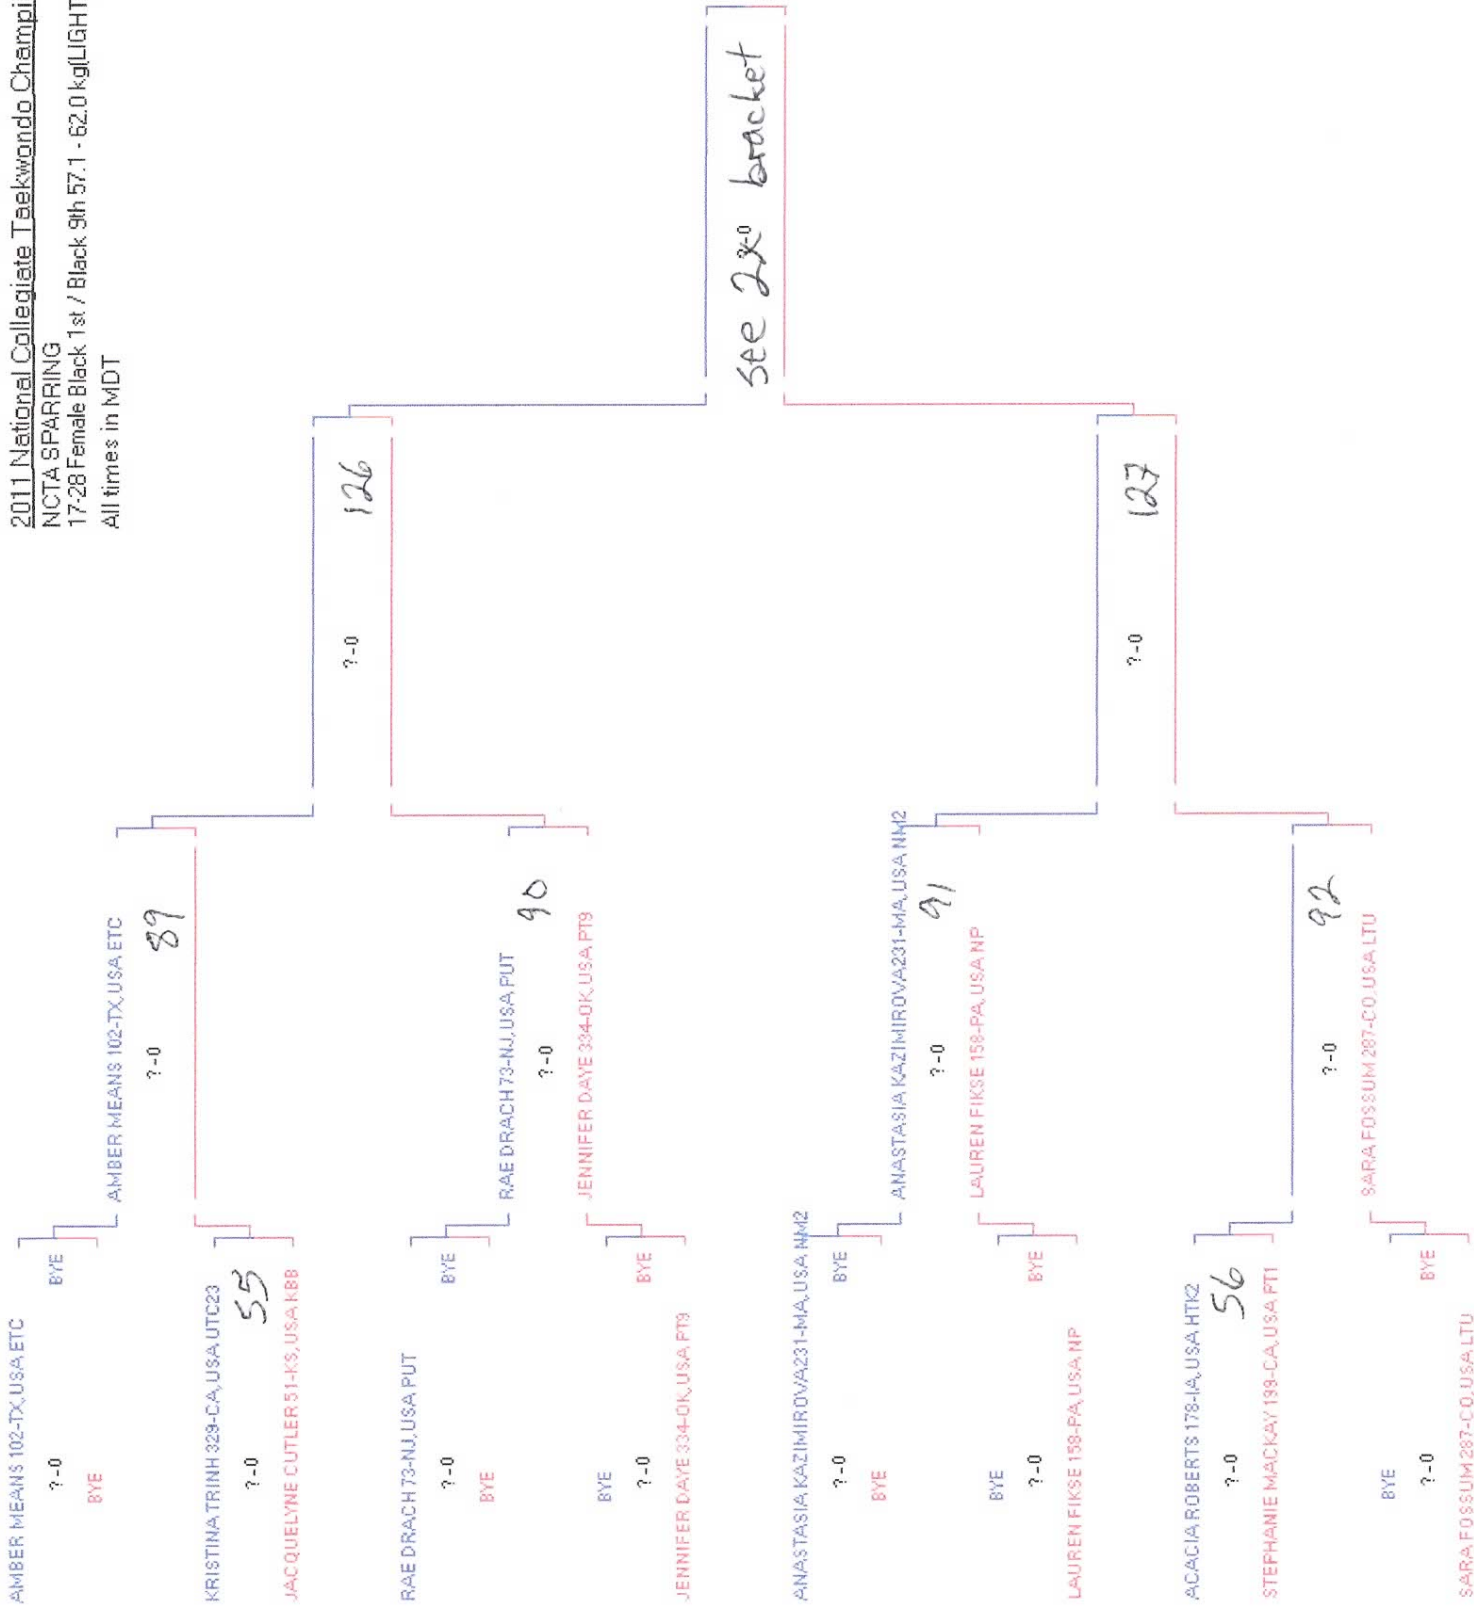 2011 National Collegiate Taekwondo Champi
NCTA SPARRING
17-28 Female Black 1st / Black 9th 57.1 - 62.0 kg(LIGHT
All times in MDT
AMBER MEANS 102-TX,USA ETC
?-0
BYE
KRISTINA TRINH 329-CA,USA UTC23
?-0
55
JACQUELYNE CUTLER 51-KS,USA KBB
RAE DRACH 73-NJ,USA PUT
?-0
BYE
BYE
?-0
JENNIFER DAYE 334-OK,USA PT9
ANASTASIA KAZIMIROVA231-MA,USA NM2
?-0
BYE
BYE
?-0
LAUREN FIKSE 158-PA,USA NP
ACACIA ROBERTS 178-IA,USA HTK2
?-0
56
STEPHANIE MACKAY 199-CA,USA PT1
BYE
?-0
SARA FOSSUM 287-CO,USA LTU
BYE
BYE
BYE
BYE
BYE
BYE
AMBER MEANS 102-TX,USA ETC
?-0
89
RAE DRACH 73-NJ,USA PUT
?-0
90
JENNIFER DAYE 334-OK,USA PT9
ANASTASIA KAZIMIROVA231-MA,USA NM2
?-0
91
LAUREN FIKSE 158-PA,USA NP
?-0
92
SARA FOSSUM 287-CO,USA LTU
?-0
126
?-0
127
see bracket